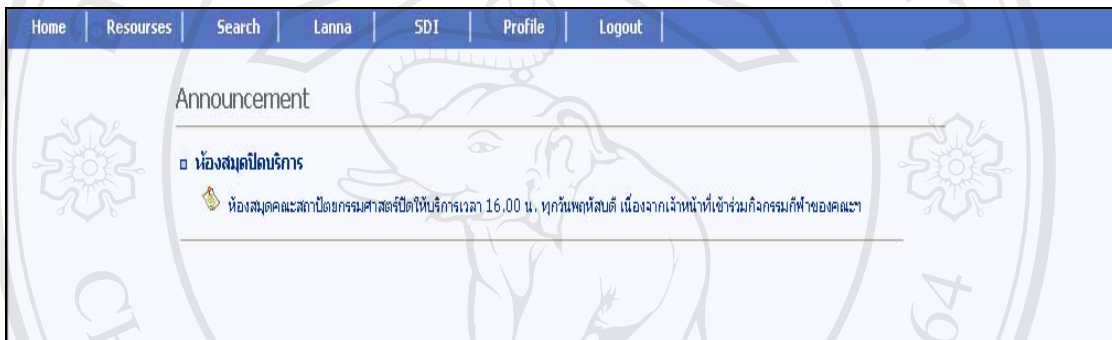 Home Resourses Search Lanna SDI Profile Logout
Announcement
ห้องสมุดปิดบริการ
ห้องสมุดคณะสถาปัตยกรรมศาสตร์ปิดให้บริการเวลา 16.00 น. ทุกวันพฤหัสบดี เนื่องจากเจ้าหน้าที่เข้าร่วมกิจกรรมกีฬาของคณะฯ